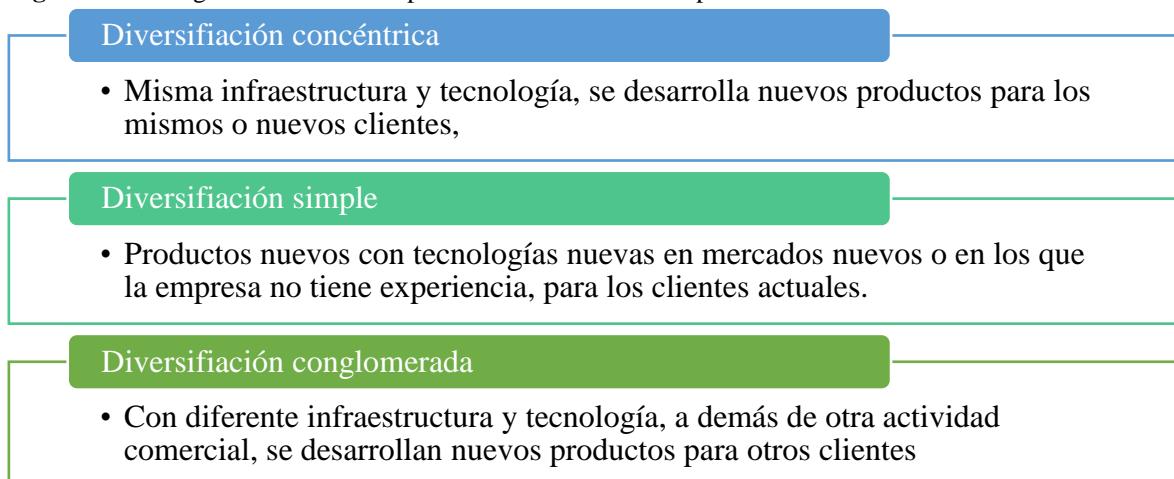 Diversifiación concéntrica
• Misma infraestructura y tecnología, se desarrolla nuevos productos para los
mismos o nuevos clientes,
Diversifiación simple
• Productos nuevos con tecnologías nuevas en mercados nuevos o en los que
la empresa no tiene experiencia, para los clientes actuales.
Diversifiación conglomerada
• Con diferente infraestructura y tecnología, a demás de otra actividad
comercial, se desarrollan nuevos productos para otros clientes